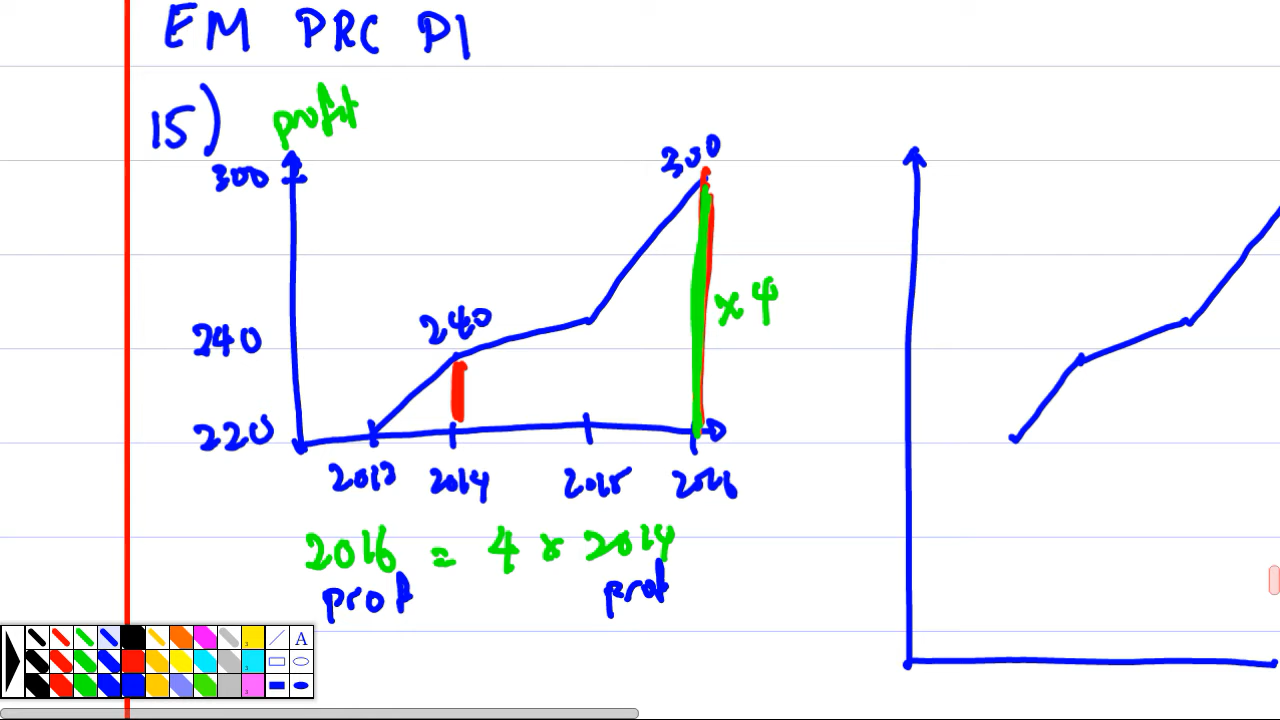 EM PRC P1
15) profit
300
300
240
240
220
x 4
2013 2014 2015 2016
2016 = 4 x 2014
prof prof
A